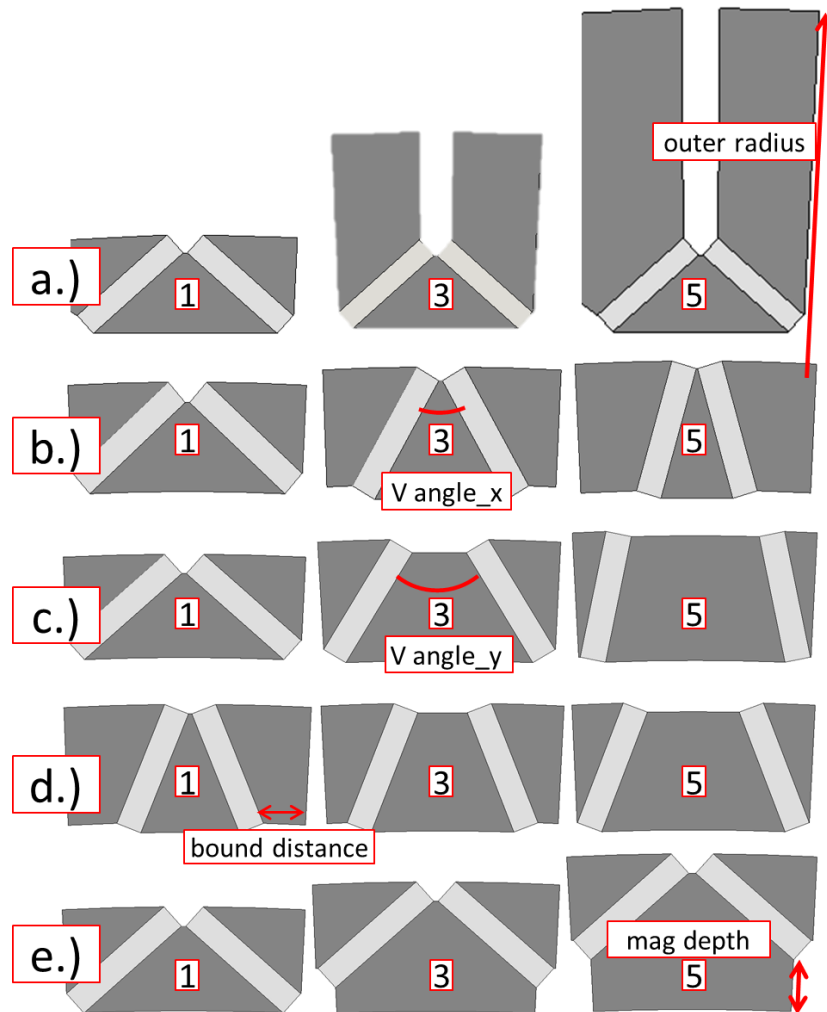 outer radius
a.) 1 3 5
b.) 1 3 5
V angle_x
c.) 1 3 5
V angle_y
d.) 1 3 5
bound distance
mag depth
e.) 1 3 5